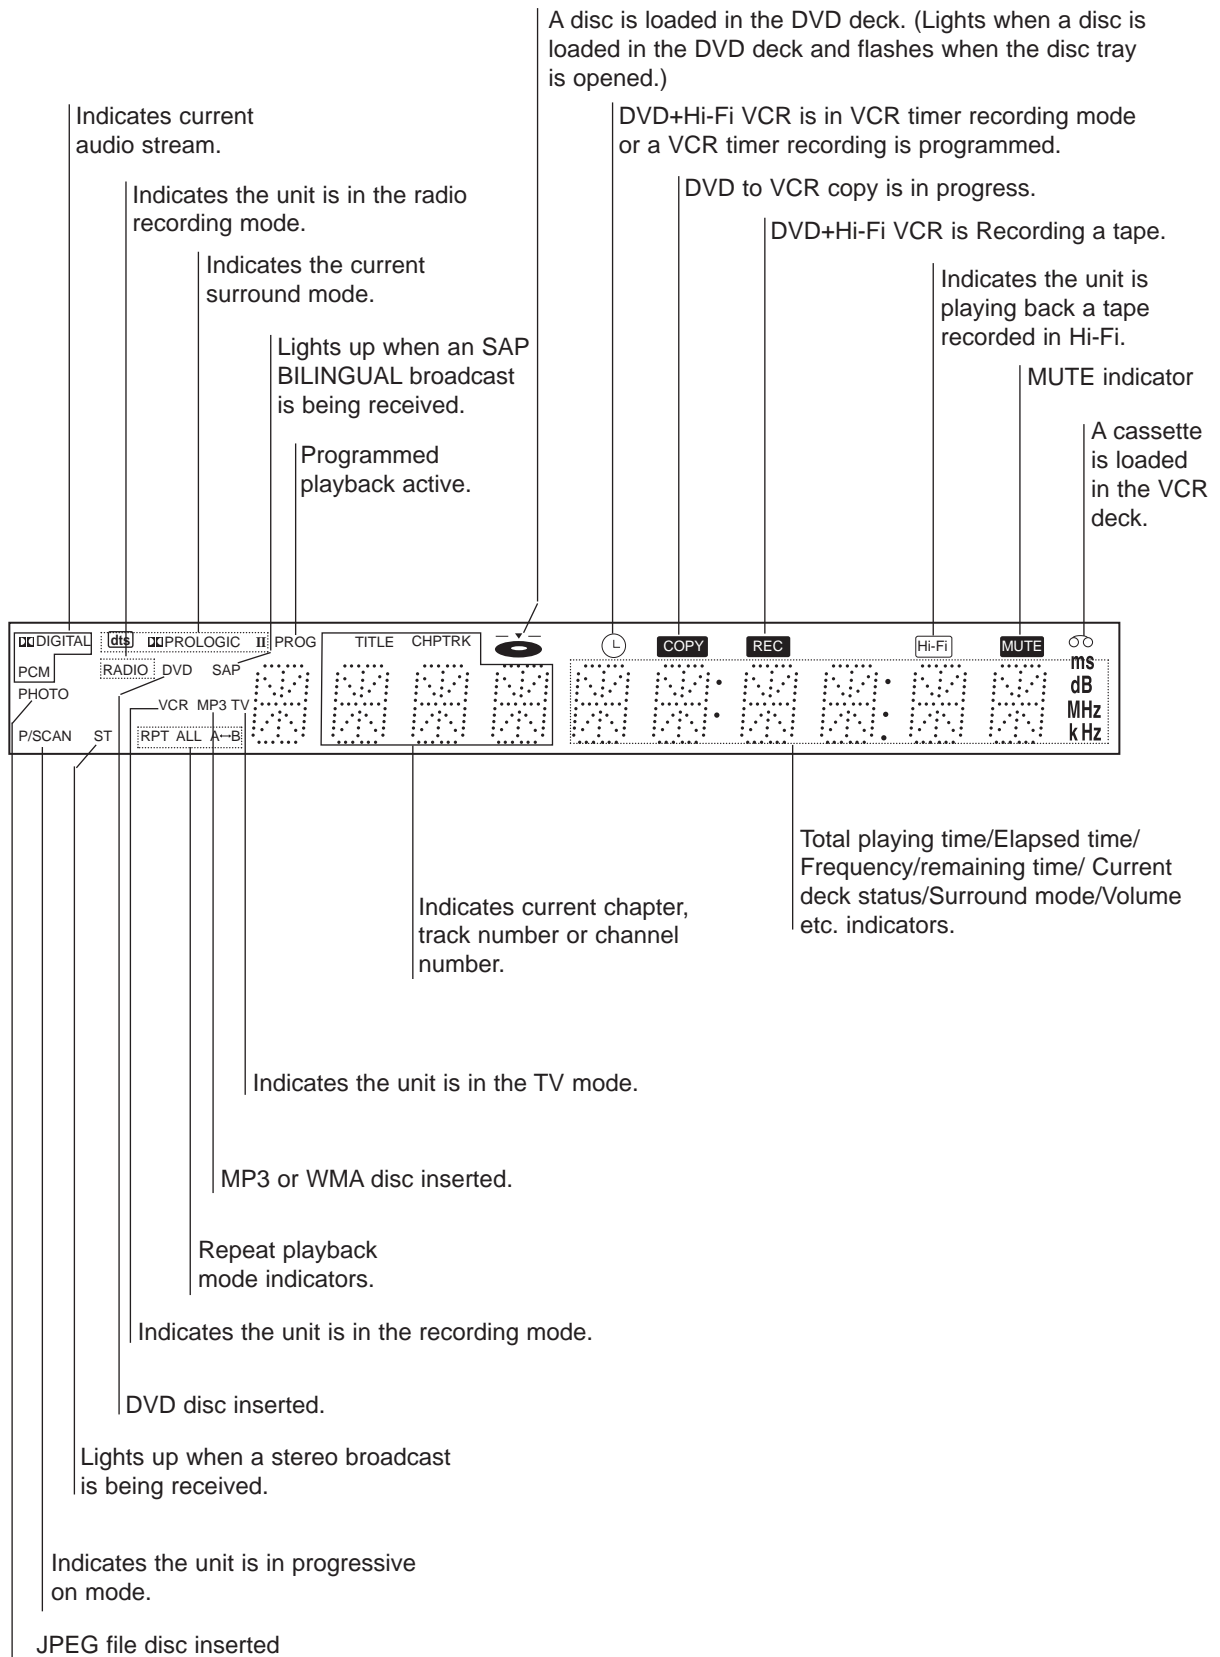 A disc is loaded in the DVD deck. (Lights when a disc is
loaded in the DVD deck and flashes when the disc tray
is opened.)
Indicates current
audio stream.
DVD+Hi-Fi VCR is in VCR timer recording mode
or a VCR timer recording is programmed.
Indicates the unit is in the radio
recording mode.
DVD to VCR copy is in progress.
DVD+Hi-Fi VCR is Recording a tape.
Indicates the current
surround mode.
Indicates the unit is
playing back a tape
recorded in Hi-Fi.
Lights up when an SAP
BILINGUAL broadcast
is being received.
MUTE indicator
A cassette
is loaded
in the VCR
deck.
Programmed
playback active.
DIGITAL dts PROLOGIC II PROG TITLE CHPTRK COPY REC Hi-Fi MUTE
PCM RADIO DVD SAP ms
PHOTO dB
VCR MP3 TV MHz
P/SCAN ST RPT ALL A↔B kHz
Total playing time/Elapsed time/
Frequency/remaining time/ Current
deck status/Surround mode/Volume
etc. indicators.
Indicates current chapter,
track number or channel
number.
Indicates the unit is in the TV mode.
MP3 or WMA disc inserted.
Repeat playback
mode indicators.
Indicates the unit is in the recording mode.
DVD disc inserted.
Lights up when a stereo broadcast
is being received.
Indicates the unit is in progressive
on mode.
JPEG file disc inserted